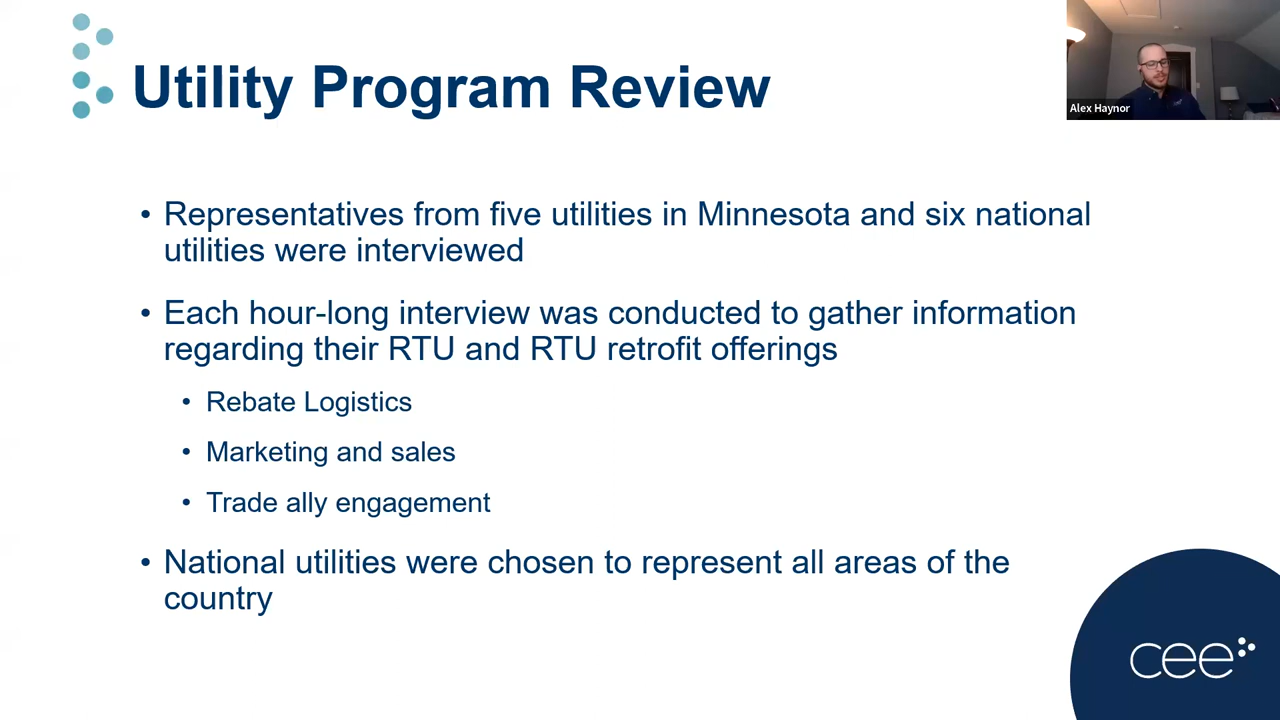 Utility Program Review
Alex Haynor
• Representatives from five utilities in Minnesota and six national
utilities were interviewed
• Each hour-long interview was conducted to gather information
regarding their RTU and RTU retrofit offerings
• Rebate Logistics
• Marketing and sales
• Trade ally engagement
• National utilities were chosen to represent all areas of the
country
cee